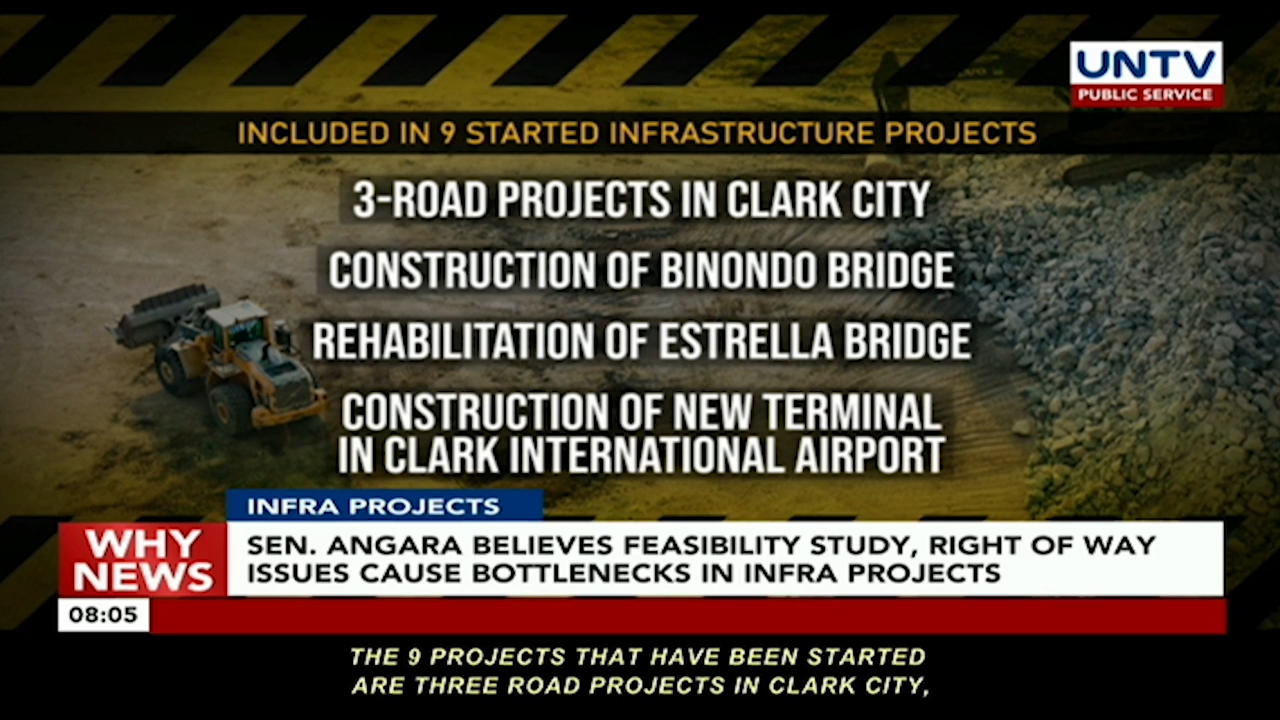 UNTV
PUBLIC SERVICE
INCLUDED IN 9 STARTED INFRASTRUCTURE PROJECTS
3-ROAD PROJECTS IN CLARK CITY
CONSTRUCTION OF BINONDO BRIDGE
REHABILITATION OF ESTRELLA BRIDGE
CONSTRUCTION OF NEW TERMINAL
IN CLARK INTERNATIONAL AIRPORT
INFRA PROJECTS
WHY
NEWS
SEN. ANGARA BELIEVES FEASIBILITY STUDY, RIGHT OF WAY
ISSUES CAUSE BOTTLENECKS IN INFRA PROJECTS
08:05
THE 9 PROJECTS THAT HAVE BEEN STARTED
ARE THREE ROAD PROJECTS IN CLARK CITY,